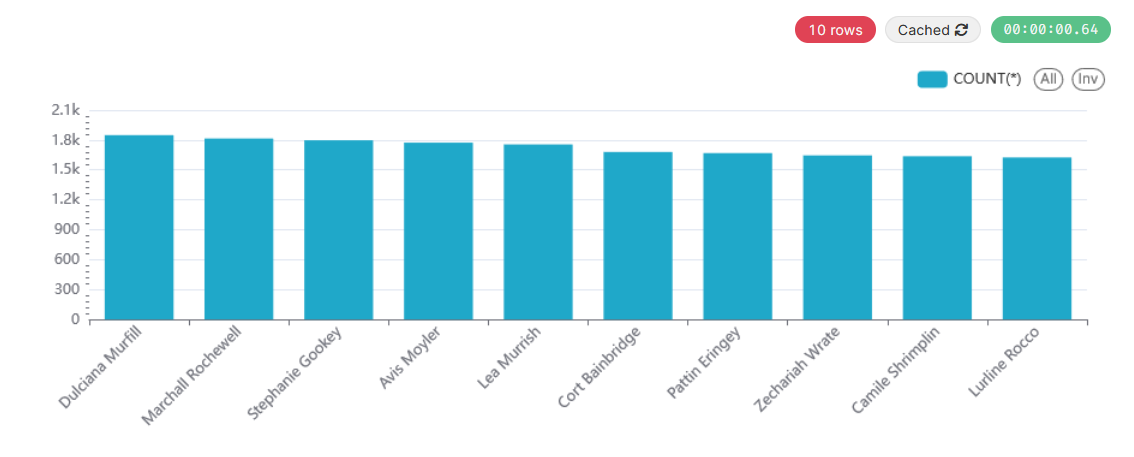 10 rows Cached 00:00:00.64
COUNT(*) All Inv
2.1k
1.8k
1.5k
1.2k
900
600
300
0
Dulciana Murfill
Marchall Rochewell
Stephanie Gookey
Avis Moyler
Lea Murrish
Cort Bainbridge
Pattin Eringey
Zechariah Wrate
Camile Shrimplin
Lurline Rocco